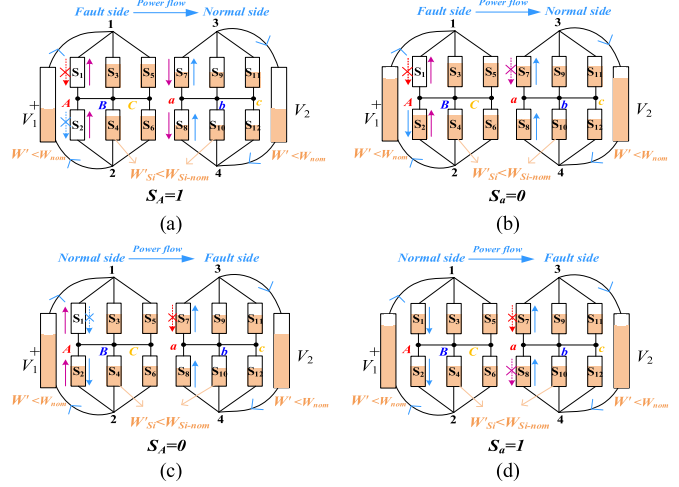 Fault side Power flow Normal side
1 3
S1 S3 S5 S7 S9 S11
+ A B C a b c
V1 V2
S2 S4 S6 S8 S10 S12
W' <Wnom W' <Wnom
2 W'Si<WSi-nom 4
SA=1
(a)
Fault side Power flow Normal side
1 3
S1 S3 S5 S7 S9 S11
+ A B C a b c
V1 V2
S2 S4 S6 S8 S10 S12
W' <Wnom W' <Wnom
2 W'Si<WSi-nom 4
Sa=0
(b)
Normal side Power flow Fault side
1 3
S1 S3 S5 S7 S9 S11
+ A B C a b c
V1 V2
S2 S4 S6 S8 S10 S12
W' <Wnom W' <Wnom
2 W'Si<WSi-nom 4
SA=0
(c)
Normal side Power flow Fault side
1 3
S1 S3 S5 S7 S9 S11
+ A B C a b c
V1 V2
S2 S4 S6 S8 S10 S12
W' <Wnom W' <Wnom
2 W'Si<WSi-nom 4
Sa=1
(d)